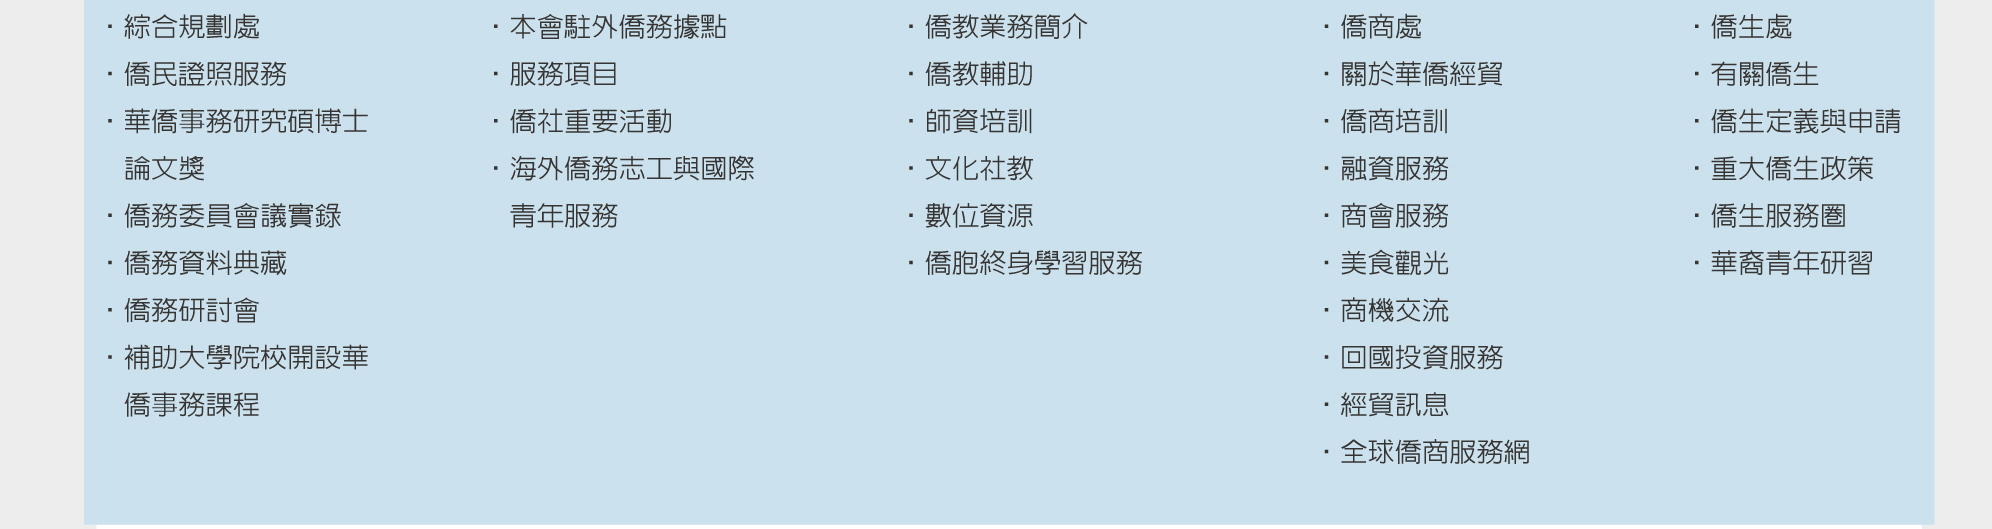 · 綜合規劃處
· 僑民證照服務
· 華僑事務研究碩博士
論文獎
· 僑務委員會議實錄
· 僑務資料典藏
· 僑務研討會
· 補助大學院校開設華
僑事務課程
· 本會駐外僑務據點
· 服務項目
· 僑社重要活動
· 海外僑務志工與國際
青年服務
· 僑教業務簡介
· 僑教輔助
· 師資培訓
· 文化社教
· 數位資源
· 僑胞終身學習服務
· 僑商處
· 關於華僑經貿
· 僑商培訓
· 融資服務
· 商會服務
· 美食觀光
· 商機交流
· 回國投資服務
· 經貿訊息
· 全球僑商服務網
· 僑生處
· 有關僑生
· 僑生定義與申請
· 重大僑生政策
· 僑生服務圈
· 華裔青年研習